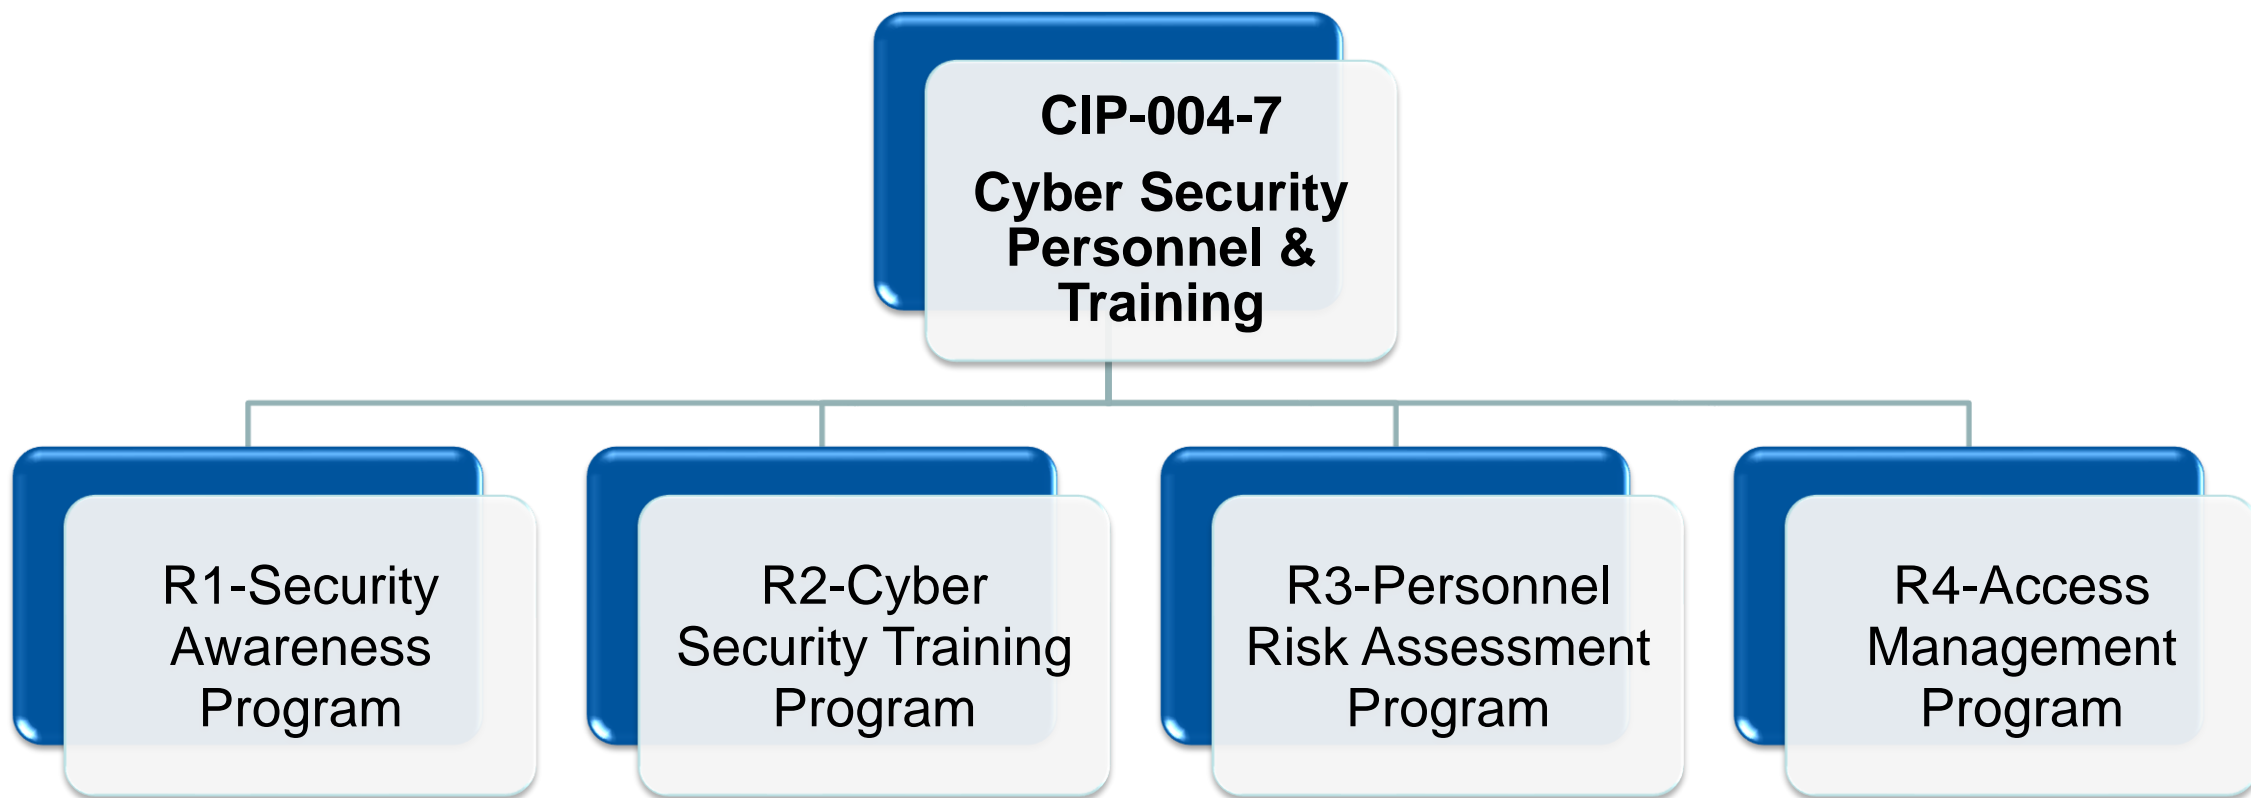 CIP-004-7
Cyber Security
Personnel &
Training
R1-Security
Awareness
Program
R2-Cyber
Security Training
Program
R3-Personnel
Risk Assessment
Program
R4-Access
Management
Program